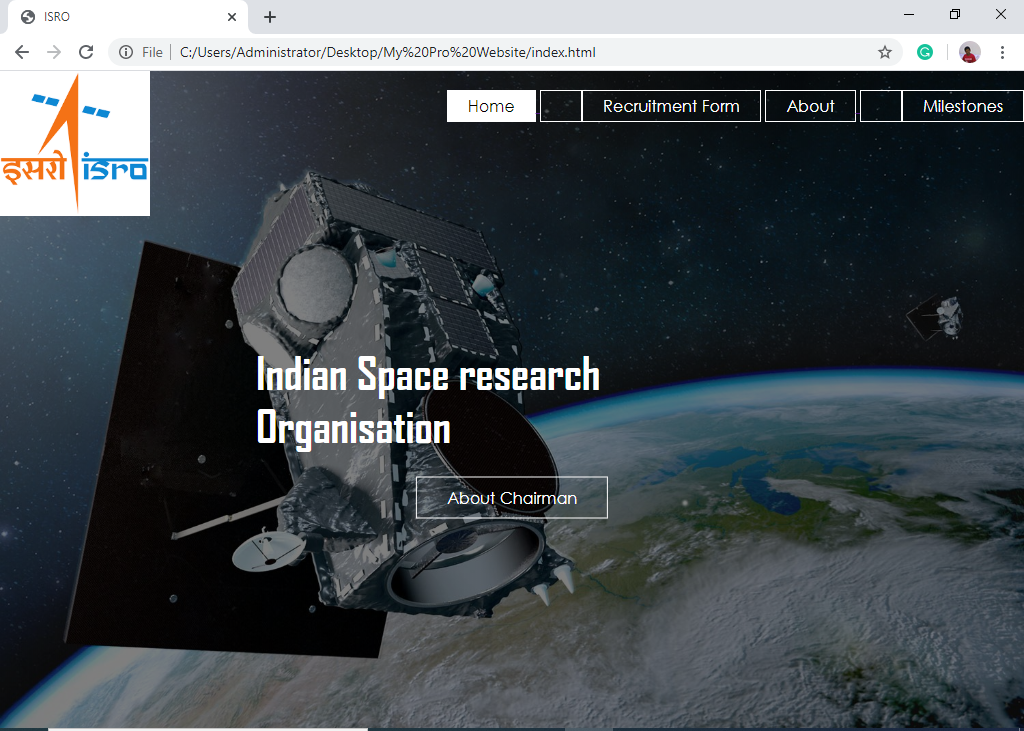 ISRO
File
C:/Users/Administrator/Desktop/My%20Pro%20Website/index.html
इसरो isro
Home Recruitment Form About Milestones
Indian Space research
Organisation
About Chairman